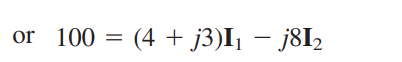 or 100 = (4 + j3)I₁ − j8I₂